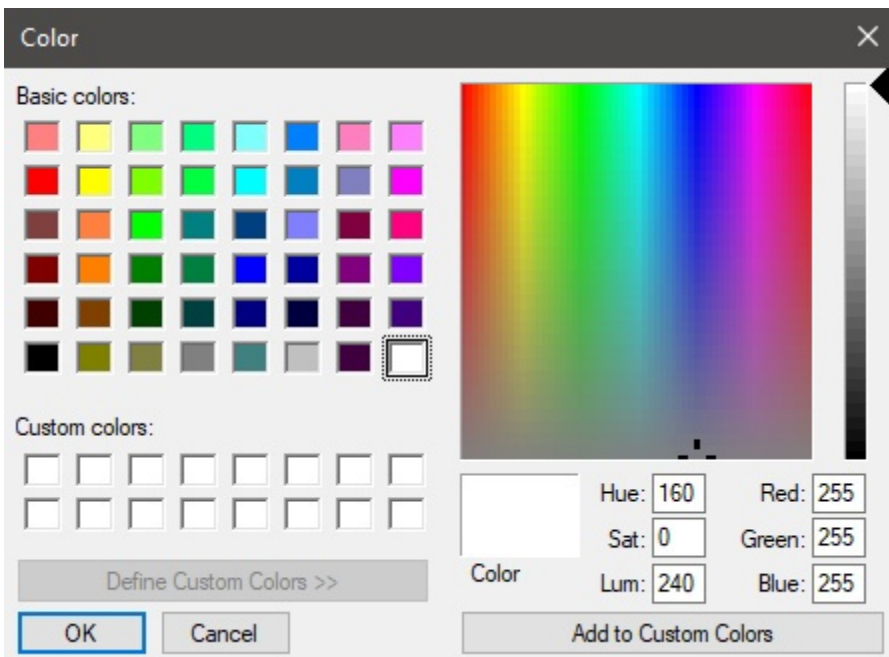 Color
Basic colors:
Custom colors:
Define Custom Colors >>
OK
Cancel
Color
Hue: 160
Red: 255
Sat: 0
Green: 255
Lum: 240
Blue: 255
Add to Custom Colors